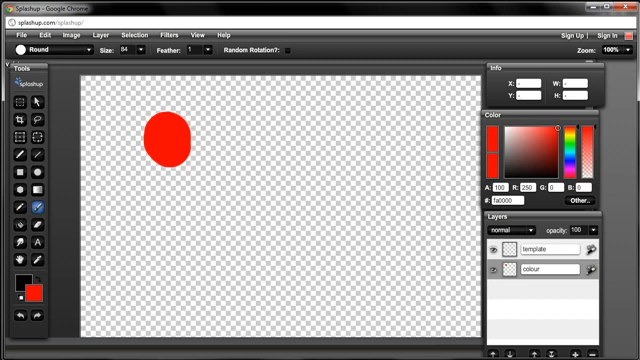 Splashup - Google Chrome
splashup.com/splashup/
File Edit Image Layer Selection Filters View Help Sign Up | Sign In
Round Size: 84 Feather: 1 Random Rotation?: Zoom: 100%
Tools
splashup
Info
X: - W: -
Y: - H: -
Color
A: 100 R: 250 G: 0 B: 0
#: fa0000 Other..
Layers
normal opacity: 100
template
colour
A